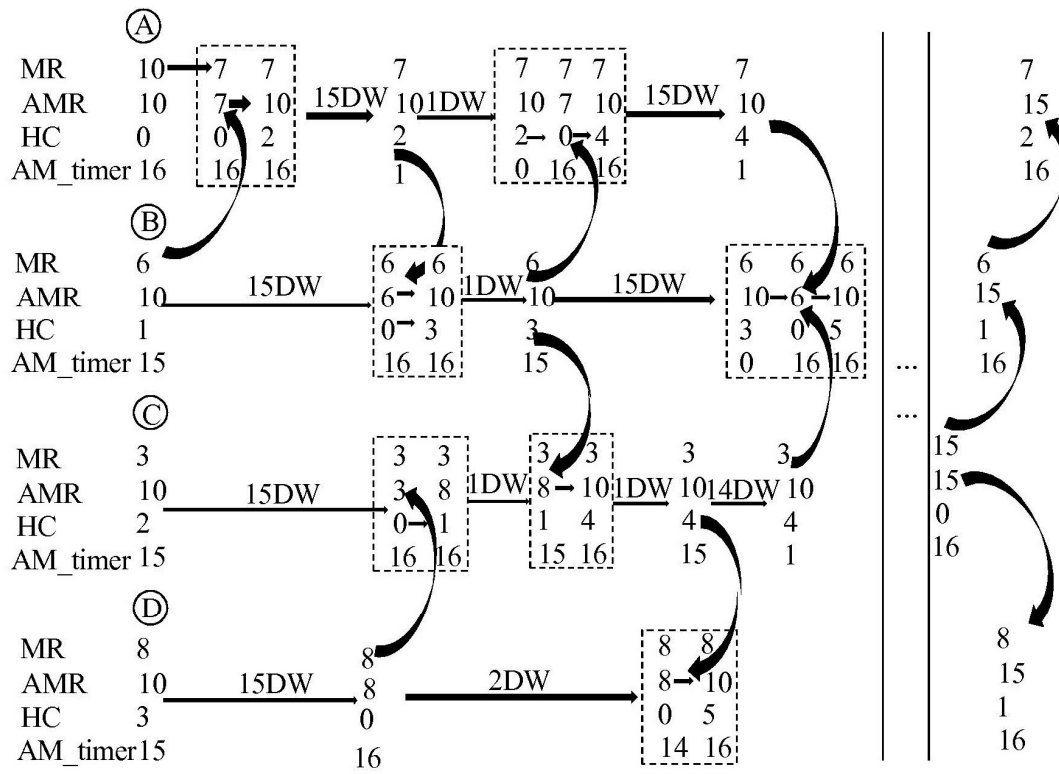 A
MR 10 7 7 7 7 7 7 7 7
AMR 10 7 10 15DW 10 1DW 10 7 10 15DW 10 15
HC 0 0 2 2 2 0 4 4 2
AM_timer 16 16 16 1 0 16 16 1 16
B
MR 6 6 6 6 6 6 6 6
AMR 10 15DW 6 10 1DW 10 15DW 10 6 10 15
HC 1 0 3 3 3 0 5 1
AM_timer 15 16 16 15 0 16 16 16
...
C ...
MR 3 3 3 3 3 3 3 15
AMR 10 15DW 3 8 1DW 8 10 1DW 10 14DW 10 15
HC 2 0 1 1 4 4 4 0
AM_timer 15 16 16 15 16 15 1 16
D
MR 8 8 8 8 8
AMR 10 15DW 8 2DW 8 10 15
HC 3 0 0 5 1
AM_timer 15 16 14 16 16